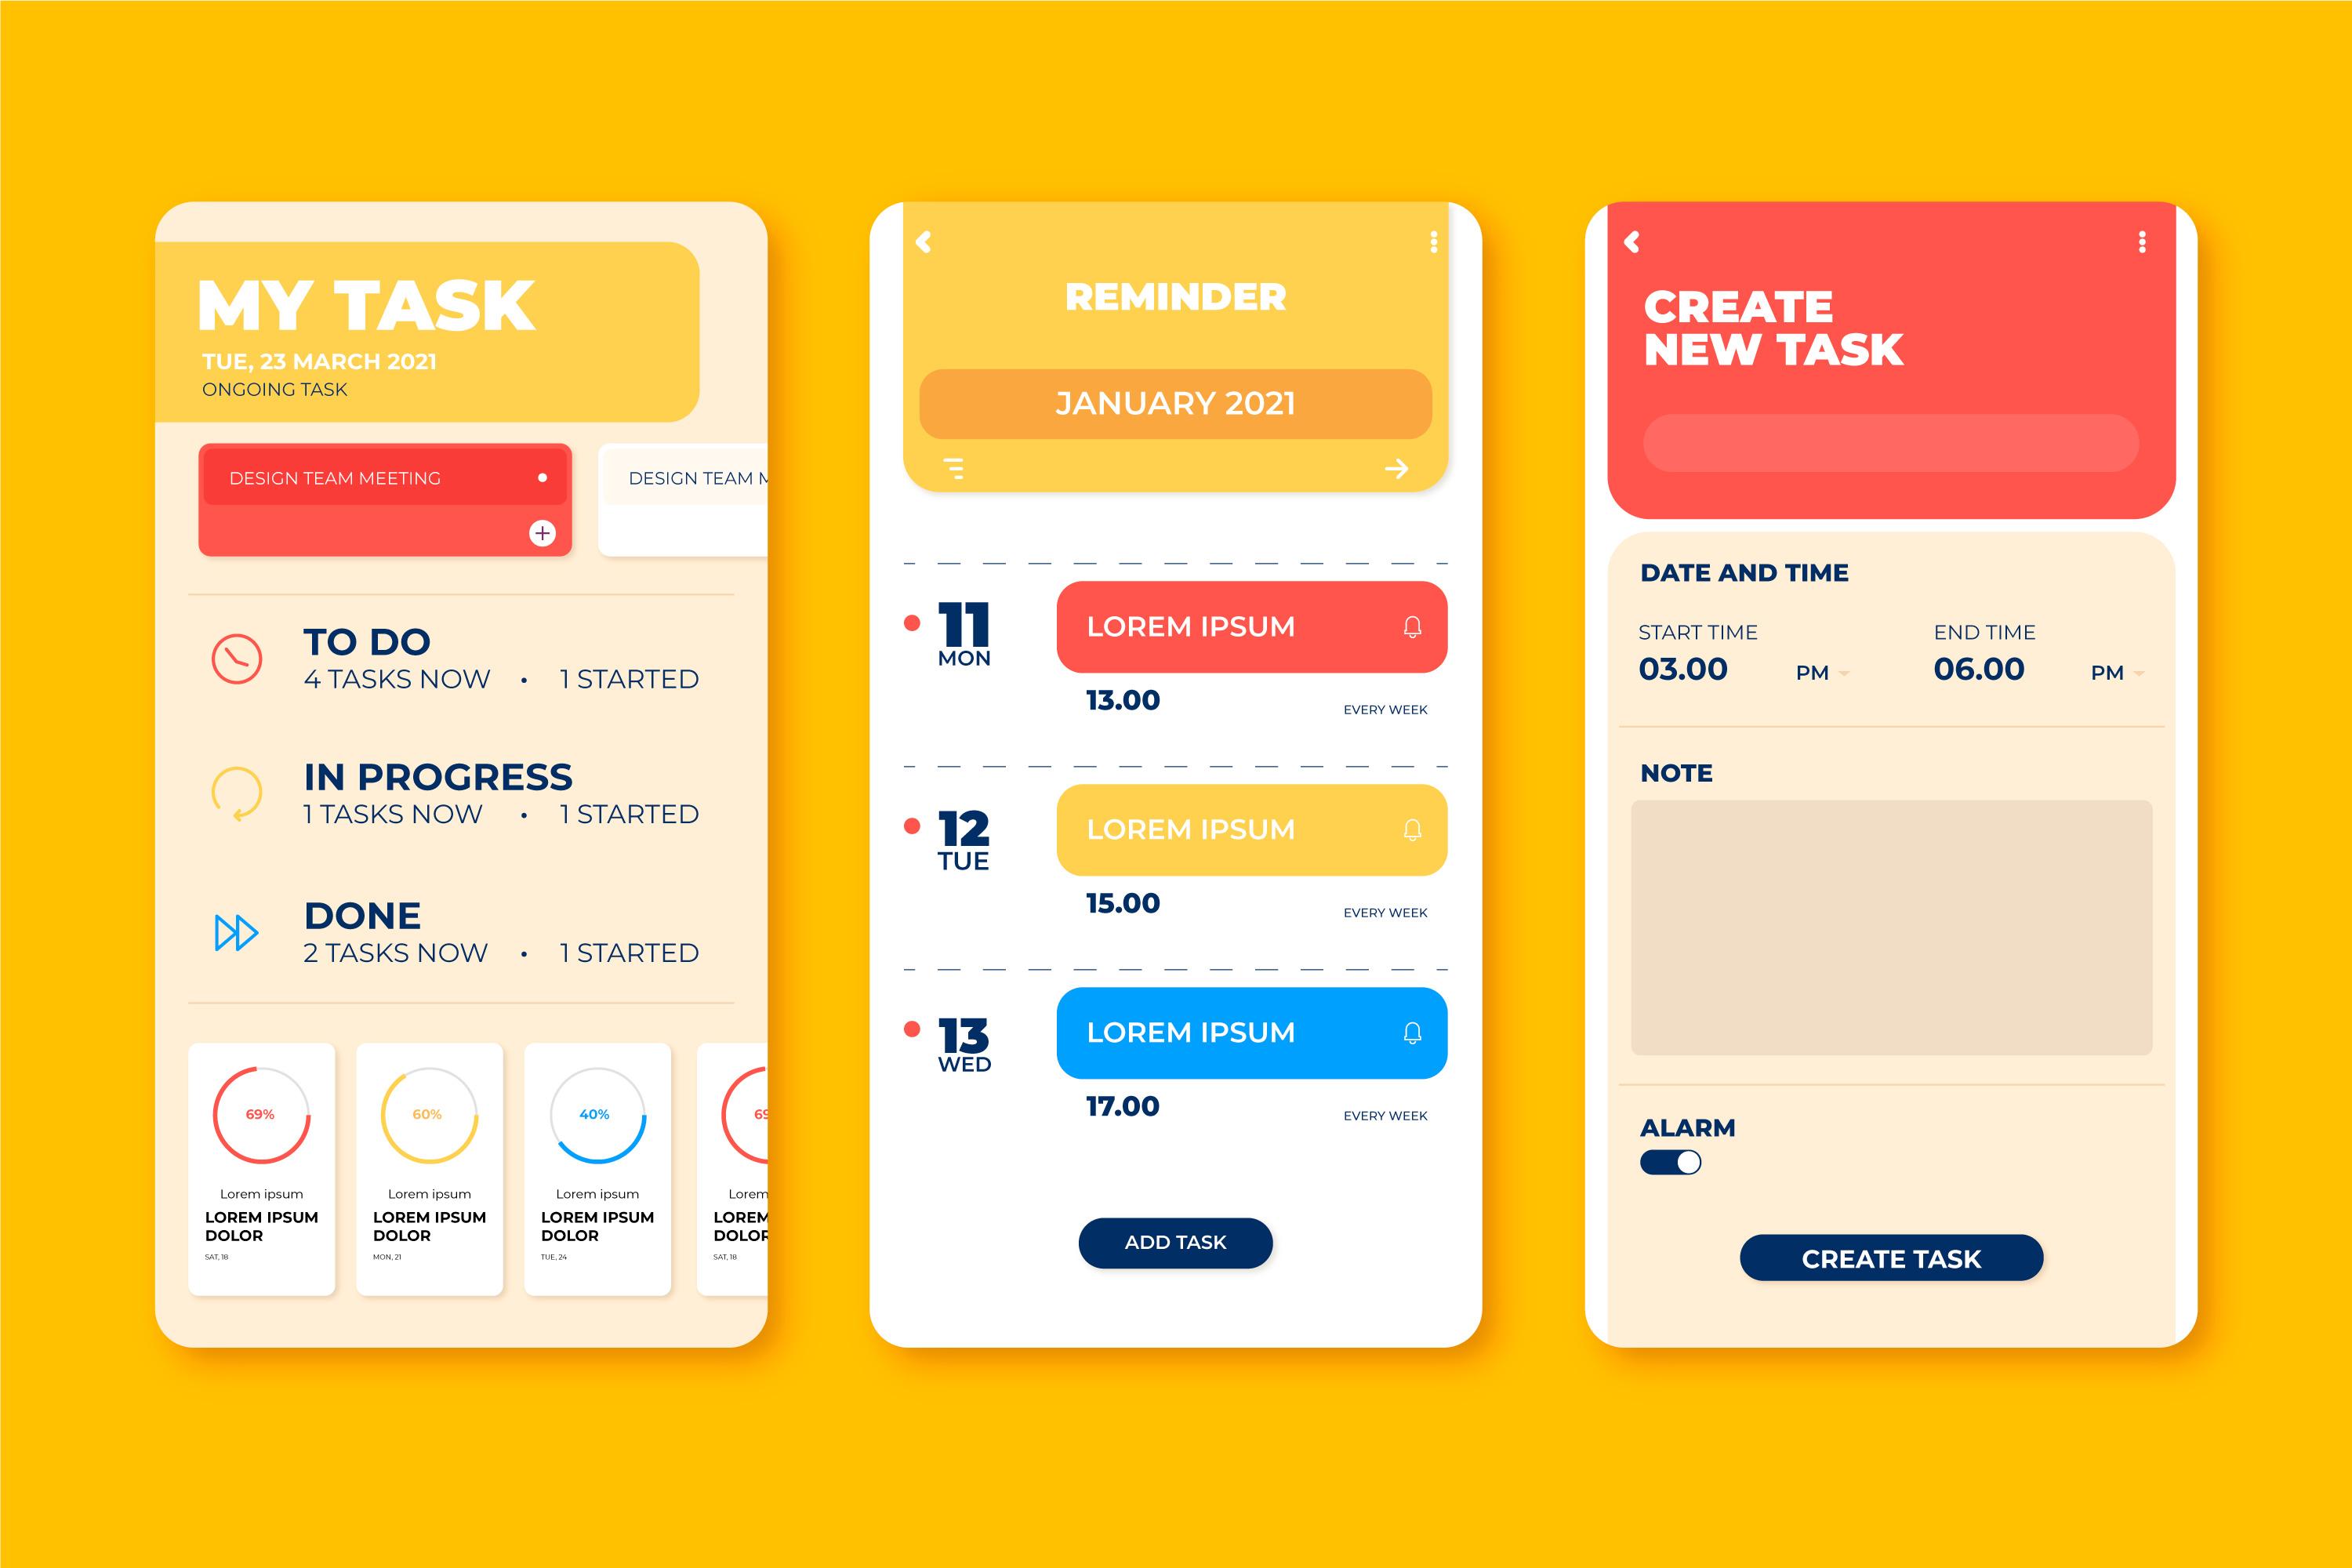 MY TASK
TUE, 23 MARCH 2021
ONGOING TASK
DESIGN TEAM MEETING
DESIGN TEAM M
TO DO
4 TASKS NOW • 1 STARTED
IN PROGRESS
1 TASKS NOW • 1 STARTED
DONE
2 TASKS NOW • 1 STARTED
69%
Lorem ipsum
LOREM IPSUM
DOLOR
SAT, 18
60%
Lorem ipsum
LOREM IPSUM
DOLOR
MON, 21
40%
Lorem ipsum
LOREM IPSUM
DOLOR
TUE, 24
69
Lorem
LOREM
DOLOR
SAT, 18
REMINDER
JANUARY 2021
11
MON
LOREM IPSUM
13.00
EVERY WEEK
12
TUE
LOREM IPSUM
15.00
EVERY WEEK
13
WED
LOREM IPSUM
17.00
EVERY WEEK
ADD TASK
CREATE
NEW TASK
DATE AND TIME
START TIME
03.00 PM
END TIME
06.00 PM
NOTE
ALARM
CREATE TASK